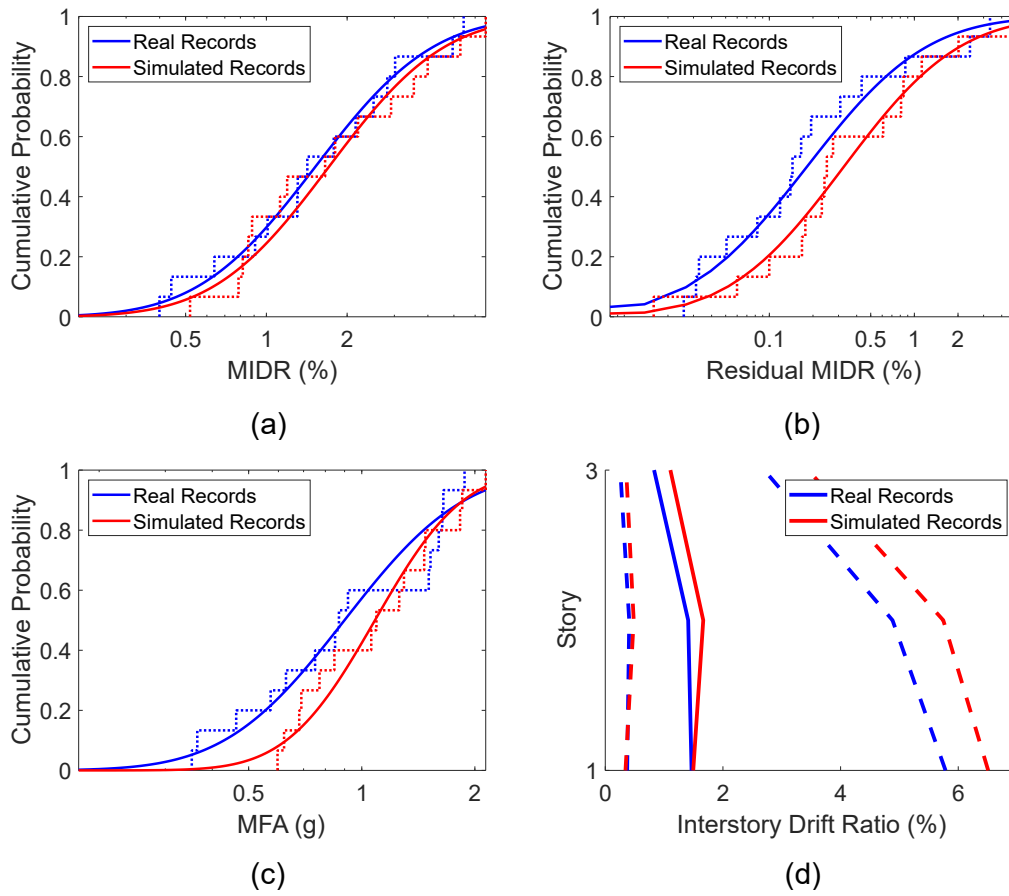 Cumulative Probability
1
0.8
0.6
0.4
0.2
0
Real Records
Simulated Records
0.5
1
2
MIDR (%)
(a)
Cumulative Probability
1
0.8
0.6
0.4
0.2
0
Real Records
Simulated Records
0.1
0.5
1
2
Residual MIDR (%)
(b)
Cumulative Probability
1
0.8
0.6
0.4
0.2
0
Real Records
Simulated Records
0.5
1
2
MFA (g)
(c)
Story
3
1
Real Records
Simulated Records
0
2
4
6
Interstory Drift Ratio (%)
(d)